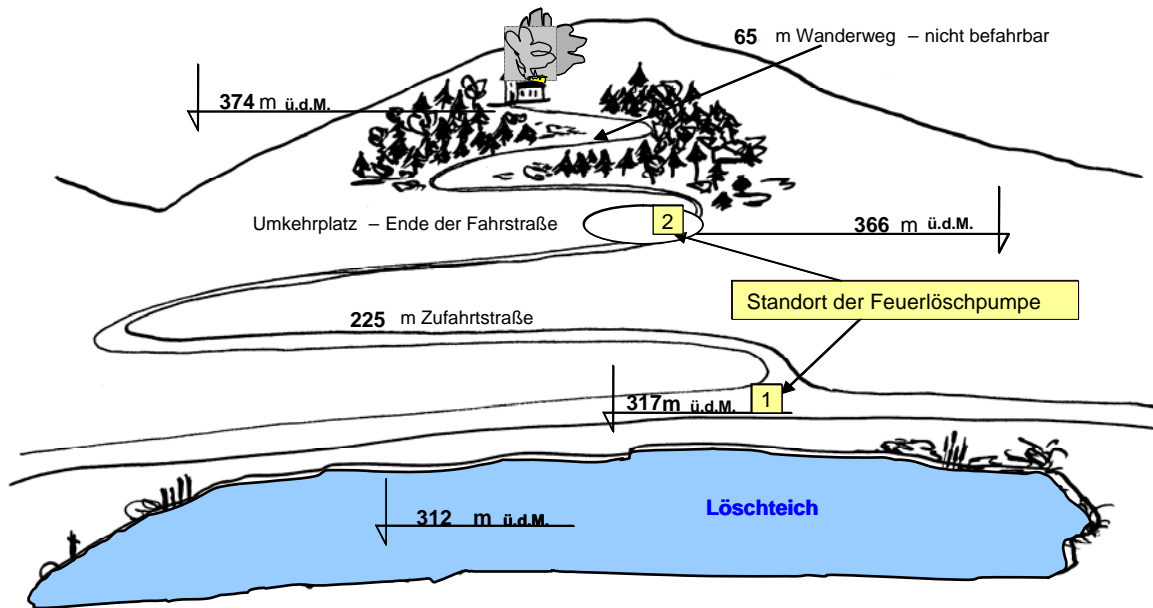 65 m Wanderweg – nicht befahrbar
374 m ü.d.M.
Umkehrplatz – Ende der Fahrstraße
2
366 m ü.d.M.
Standort der Feuerlöschpumpe
225 m Zufahrtstraße
317m ü.d.M.
1
312 m ü.d.M.
Löschteich